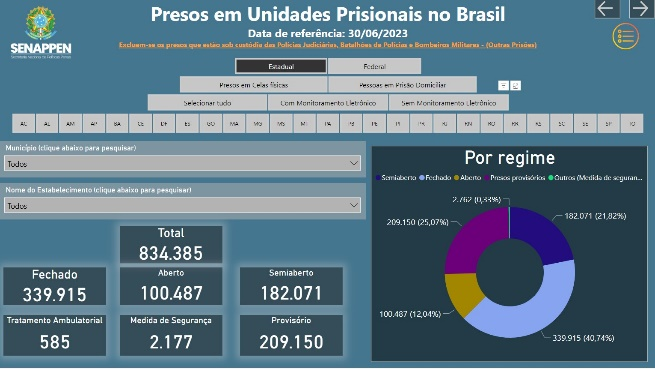 Presos em Unidades Prisionais no Brasil
Data de referência: 30/06/2023
Excluem-se os presos que estão sob custódia das Polícias Judiciárias, Batalhões de Polícias e Bombeiros Militares - (Outras Prisões)
SENAPPEN
Estadual
Federal
Presos em Celas físicas
Pessoas em Prisão Domiciliar
Selecionar tudo
Com Monitoramento Eletrônico
Sem Monitoramento Eletrônico
AC AL AM AP BA CE DF ES GO MA MG MS MT PA PB PE PI PR RJ RN RO RR RS SC SE SP TO
Município (clique abaixo para pesquisar)
Todos
Nome do Estabelecimento (clique abaixo para pesquisar)
Todos
Total
834.385
Fechado
339.915
Aberto
100.487
Semiaberto
182.071
Tratamento Ambulatorial
585
Medida de Segurança
2.177
Provisório
209.150
Por regime
Semiaberto Fechado Aberto Presos provisórios Outros (Medida de seguran...
2.762 (0,33%)
182.071 (21,82%)
209.150 (25,07%)
100.487 (12,04%)
339.915 (40,74%)